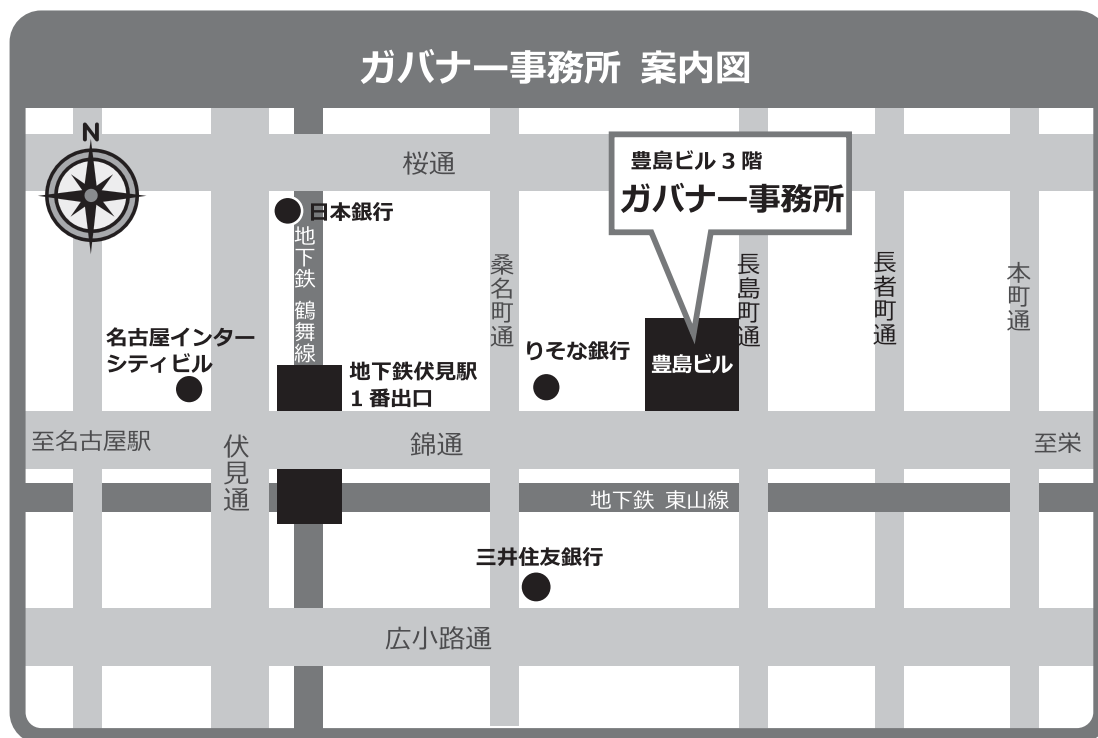 ガバナー事務所 案内図
N
桜通
豊島ビル 3 階
ガバナー事務所
日本銀行
地下鉄 鶴舞線
桑名町通
長島町通
長者町通
本町通
名古屋インター
シティビル
地下鉄伏見駅
1 番出口
りそな銀行
豊島ビル
至名古屋駅
伏見通
錦通
至栄
地下鉄 東山線
三井住友銀行
広小路通